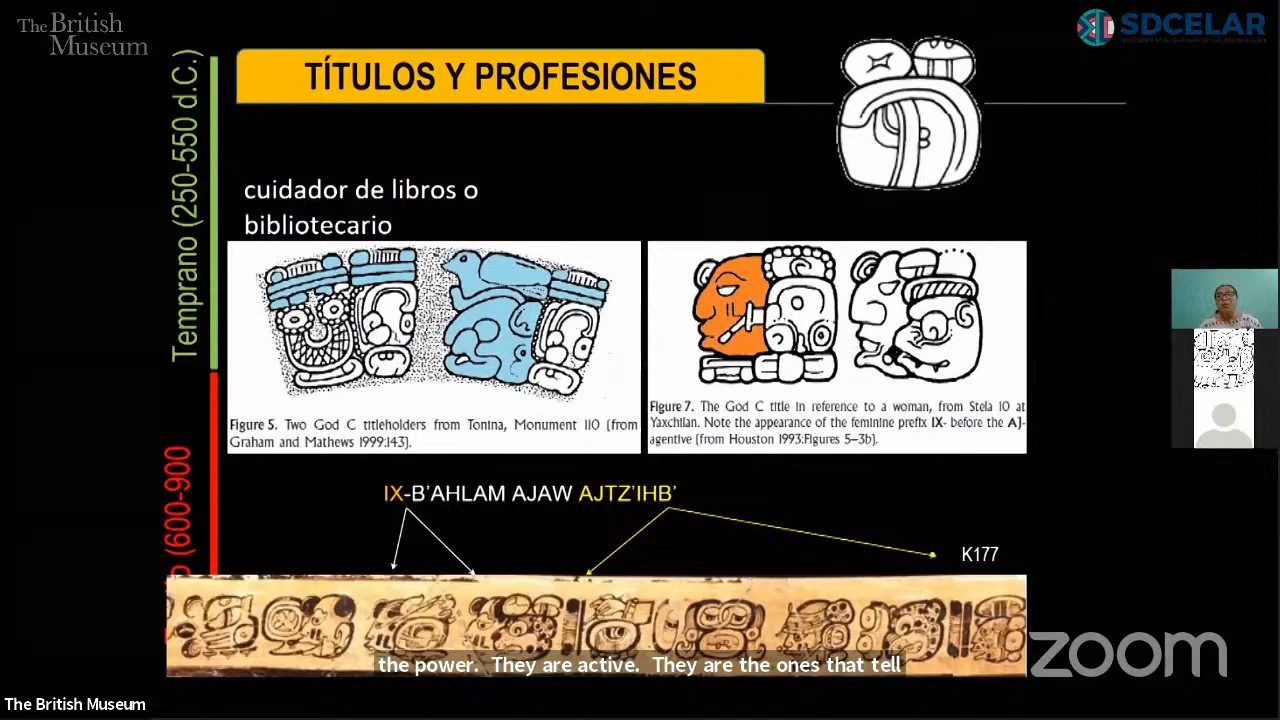 The British
Museum
SDCELAR
TÍTULOS Y PROFESIONES
Temprano (250-550 d.C.)
cuidador de libros o
bibliotecario
Figure 5. Two God C titleholders from Tonina, Monument 110 (from
Graham and Mathews 1999:143).
Figure 7. The God C title in reference to a woman, from Stela 10 at
Yaxchilan. Note the appearance of the feminine prefix IX- before the AJ-
agentive (from Houston 1993:Figures 5–3b).
(600-900
IX-B'AHLAM AJAW AJTZ'IHB'
K177
the power. They are active. They are the ones that tell
zoom
The British Museum